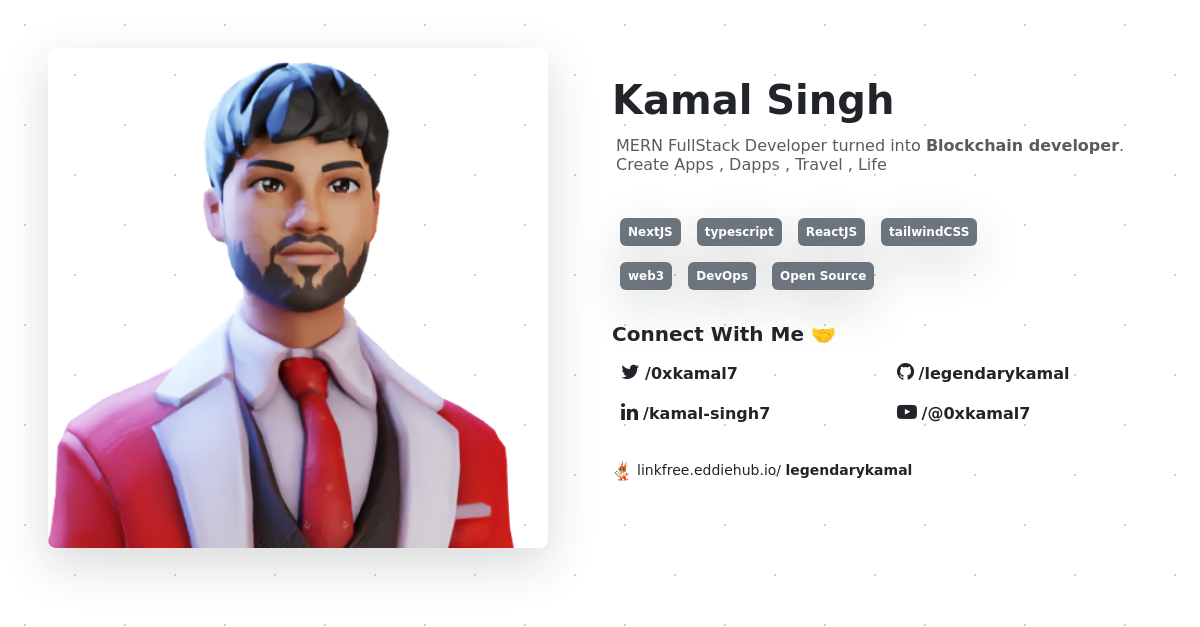 Kamal Singh
MERN FullStack Developer turned into Blockchain developer.
Create Apps , Dapps , Travel , Life
NextJS typescript ReactJS tailwindCSS
web3 DevOps Open Source
Connect With Me 🤝
/0xkamal7 /legendarykamal
/kamal-singh7 /@0xkamal7
linkfree.eddiehub.io/ legendarykamal